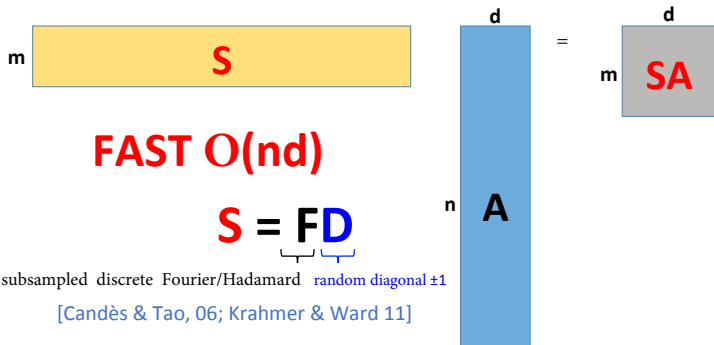 d
d
m
S
=
m
SA
FAST O(nd)
n
A
S = FD
subsampled discrete Fourier/Hadamard random diagonal ±1
[Candès & Tao, 06; Krahmer & Ward 11]